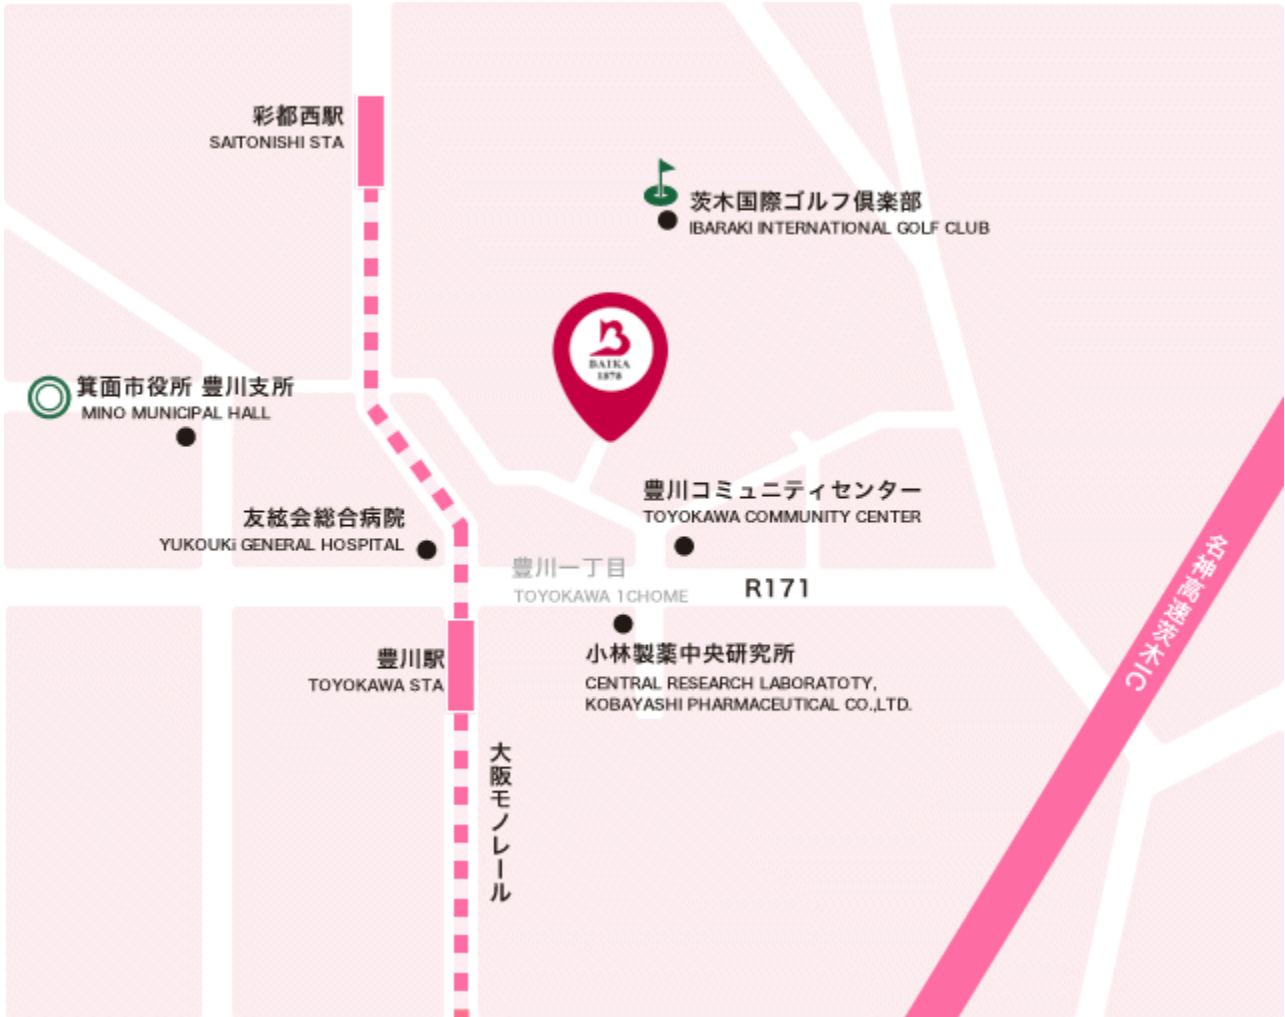 彩都西駅
SAITONISHI STA
茨木国際ゴルフ倶楽部
IBARAKI INTERNATIONAL GOLF CLUB
BAIKA
1878
箕面市役所 豊川支所
MINO MUNICIPAL HALL
豊川コミュニティセンター
TOYOKAWA COMMUNITY CENTER
友紘会総合病院
YUKOUKi GENERAL HOSPITAL
豊川一丁目
TOYOKAWA 1CHOME
R171
名神高速茨木IC
小林製薬中央研究所
CENTRAL RESEARCH LABORATOTY,
KOBAYASHI PHARMACEUTICAL CO.,LTD.
豊川駅
TOYOKAWA STA
大阪モノレール